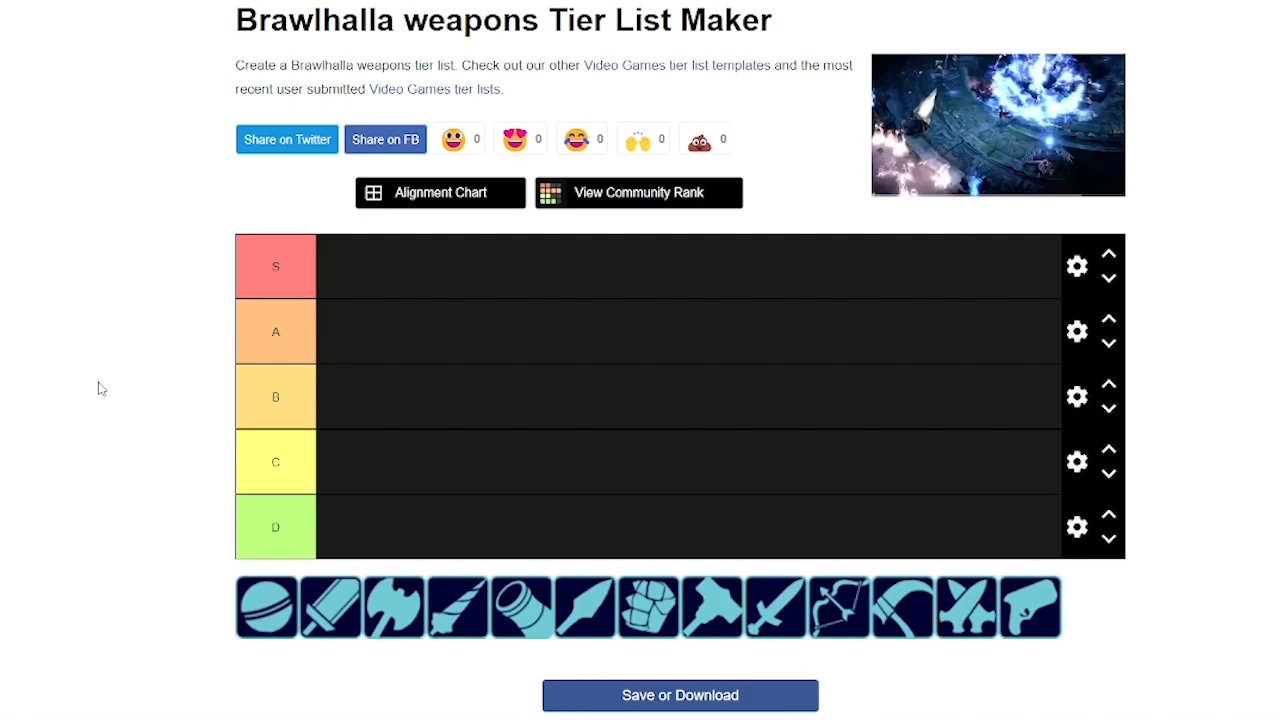 Brawlhalla weapons Tier List Maker
Create a Brawlhalla weapons tier list. Check out our other Video Games tier list templates and the most
recent user submitted Video Games tier lists.
Share on Twitter Share on FB 0 0 0 0 0
Alignment Chart View Community Rank
S
A
B
C
D
Save or Download